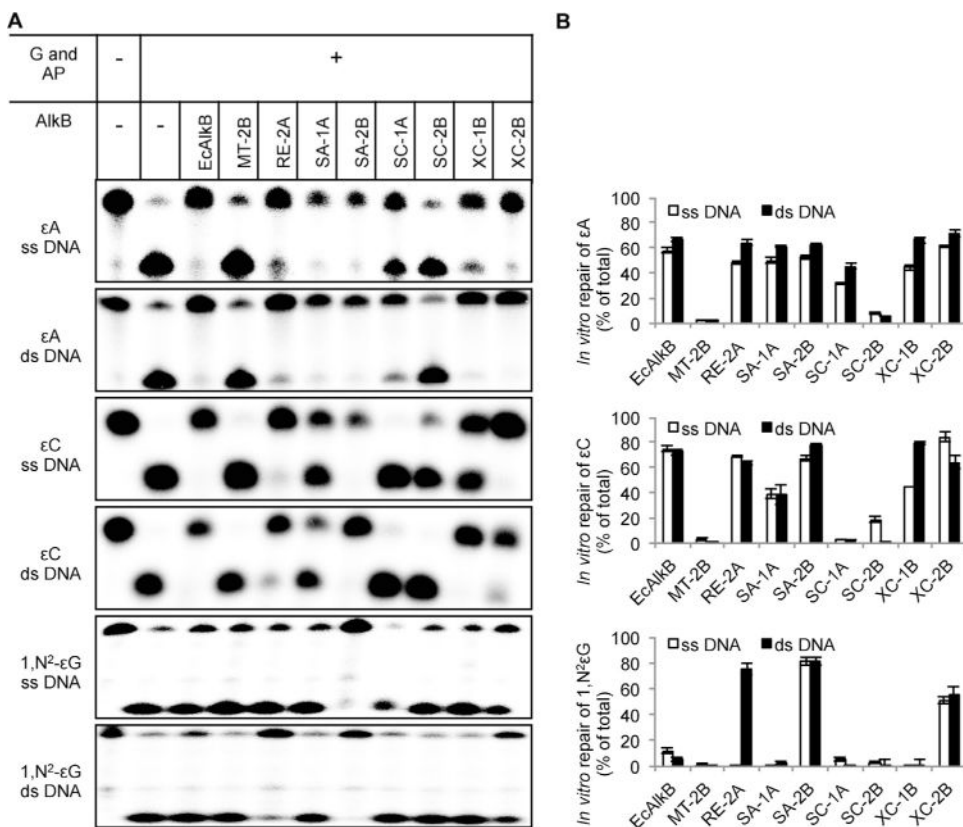 A
G and AP - +
AlkB - - EcAlkB MT-2B RE-2A SA-1A SA-2B SC-1A SC-2B XC-1B XC-2B
εA
ss DNA
εA
ds DNA
εC
ss DNA
εC
ds DNA
1,N²-εG
ss DNA
1,N²-εG
ds DNA
B
In vitro repair of εA
(% of total)
100
80
60
40
20
0
ss DNA ds DNA
EcAlkB MT-2B RE-2A SA-1A SA-2B SC-1A SC-2B XC-1B XC-2B
In vitro repair of εC
(% of total)
100
80
60
40
20
0
ss DNA ds DNA
EcAlkB MT-2B RE-2A SA-1A SA-2B SC-1A SC-2B XC-1B XC-2B
In vitro repair of 1,N²εG
(% of total)
100
80
60
40
20
0
ss DNA ds DNA
EcAlkB MT-2B RE-2A SA-1A SA-2B SC-1A SC-2B XC-1B XC-2B